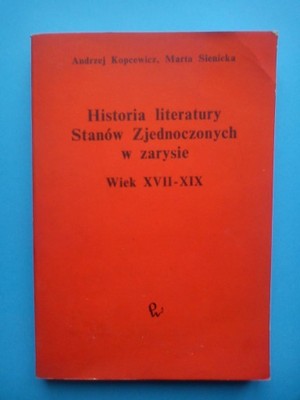 Andrzej Kopcewicz, Marta Sienicka
Historia literatury
Stanów Zjednoczonych
w zarysie
Wiek XVII-XIX